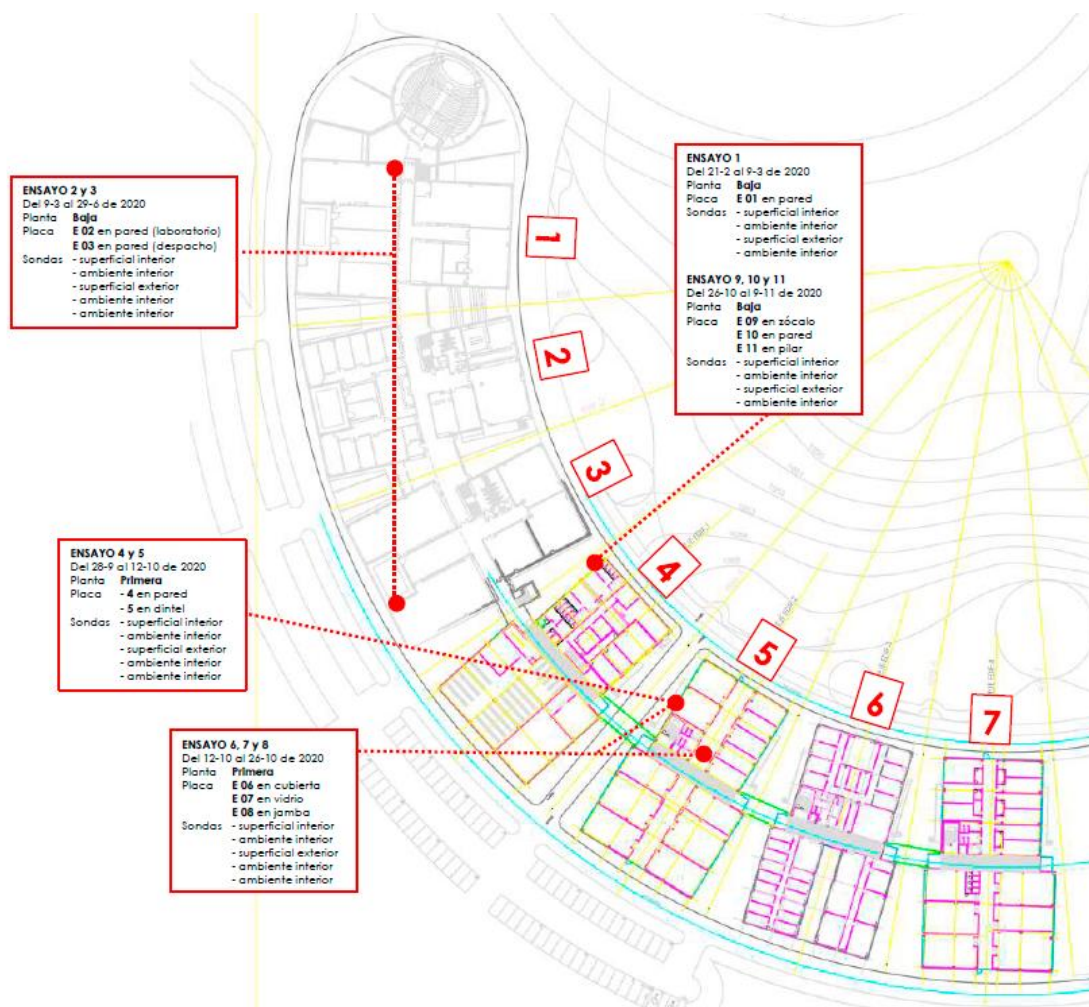 ENSAYO 2 y 3
Del 9-3 al 29-6 de 2020
Planta Baja
Placa E 02 en pared (laboratorio)
E 03 en pared (despacho)
Sondas - superficial interior
- ambiente interior
- superficial exterior
- ambiente interior
- ambiente interior
ENSAYO 1
Del 21-2 al 9-3 de 2020
Planta Baja
Placa E 01 en pared
Sondas - superficial interior
- ambiente interior
- superficial exterior
- ambiente interior
ENSAYO 9, 10 y 11
Del 26-10 al 9-11 de 2020
Planta Baja
Placa E 09 en zócalo
E 10 en pared
E 11 en pilar
Sondas - superficial interior
- ambiente interior
- superficial exterior
- ambiente interior
1
2
3
4
5
6
7
ENSAYO 4 y 5
Del 28-9 al 12-10 de 2020
Planta Primera
Placa - 4 en pared
- 5 en dintel
Sondas - superficial interior
- ambiente interior
- superficial exterior
- ambiente interior
- ambiente interior
ENSAYO 6, 7 y 8
Del 12-10 al 26-10 de 2020
Planta Primera
Placa E 06 en cubierta
E 07 en vidrio
E 08 en jamba
Sondas - superficial interior
- ambiente interior
- superficial exterior
- ambiente interior
- ambiente interior